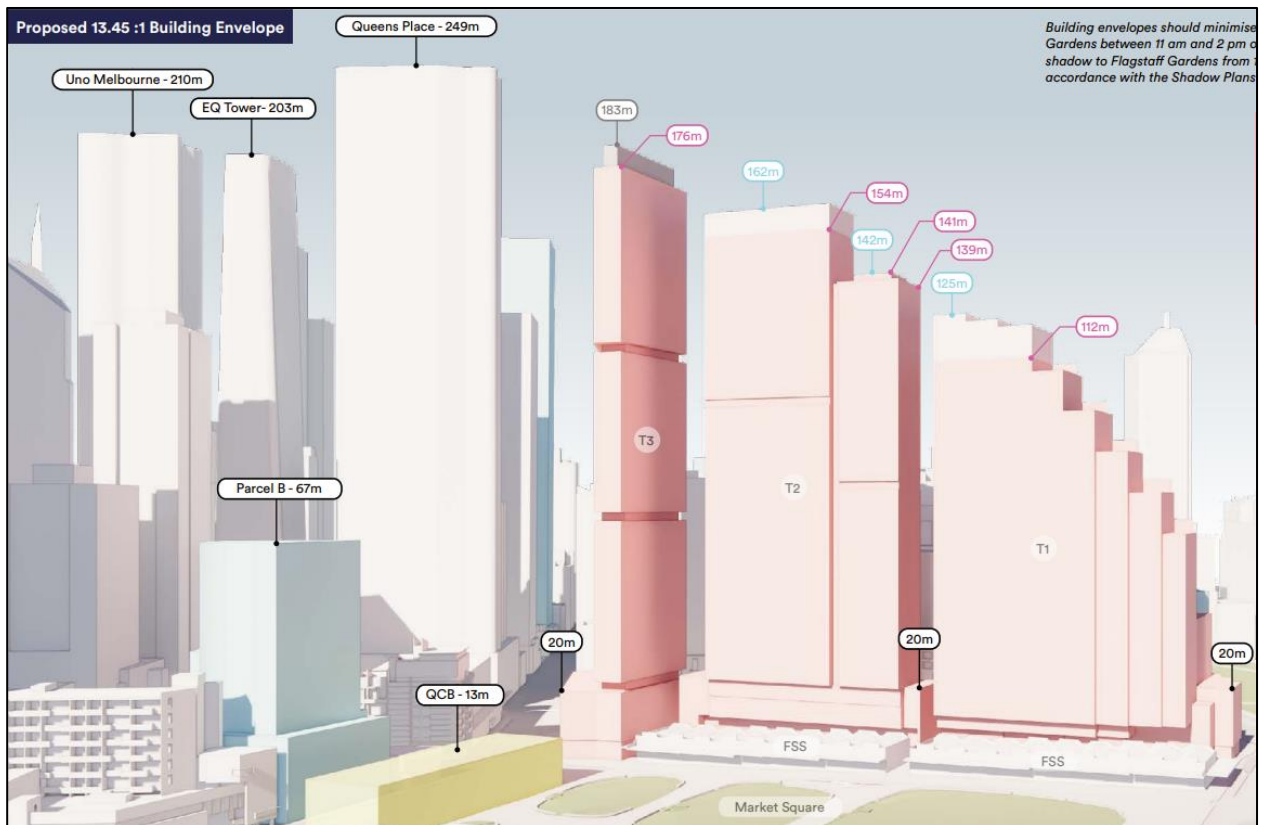 Proposed 13.45 :1 Building Envelope
Queens Place - 249m
Building envelopes should minimise
Gardens between 11 am and 2 pm
shadow to Flagstaff Gardens from
accordance with the Shadow Plans
Uno Melbourne - 210m
EQ Tower- 203m
183m
176m
162m
154m
141m
142m
139m
125m
112m
T3
T2
T1
Parcel B - 67m
20m
20m
20m
QCB - 13m
FSS
FSS
Market Square